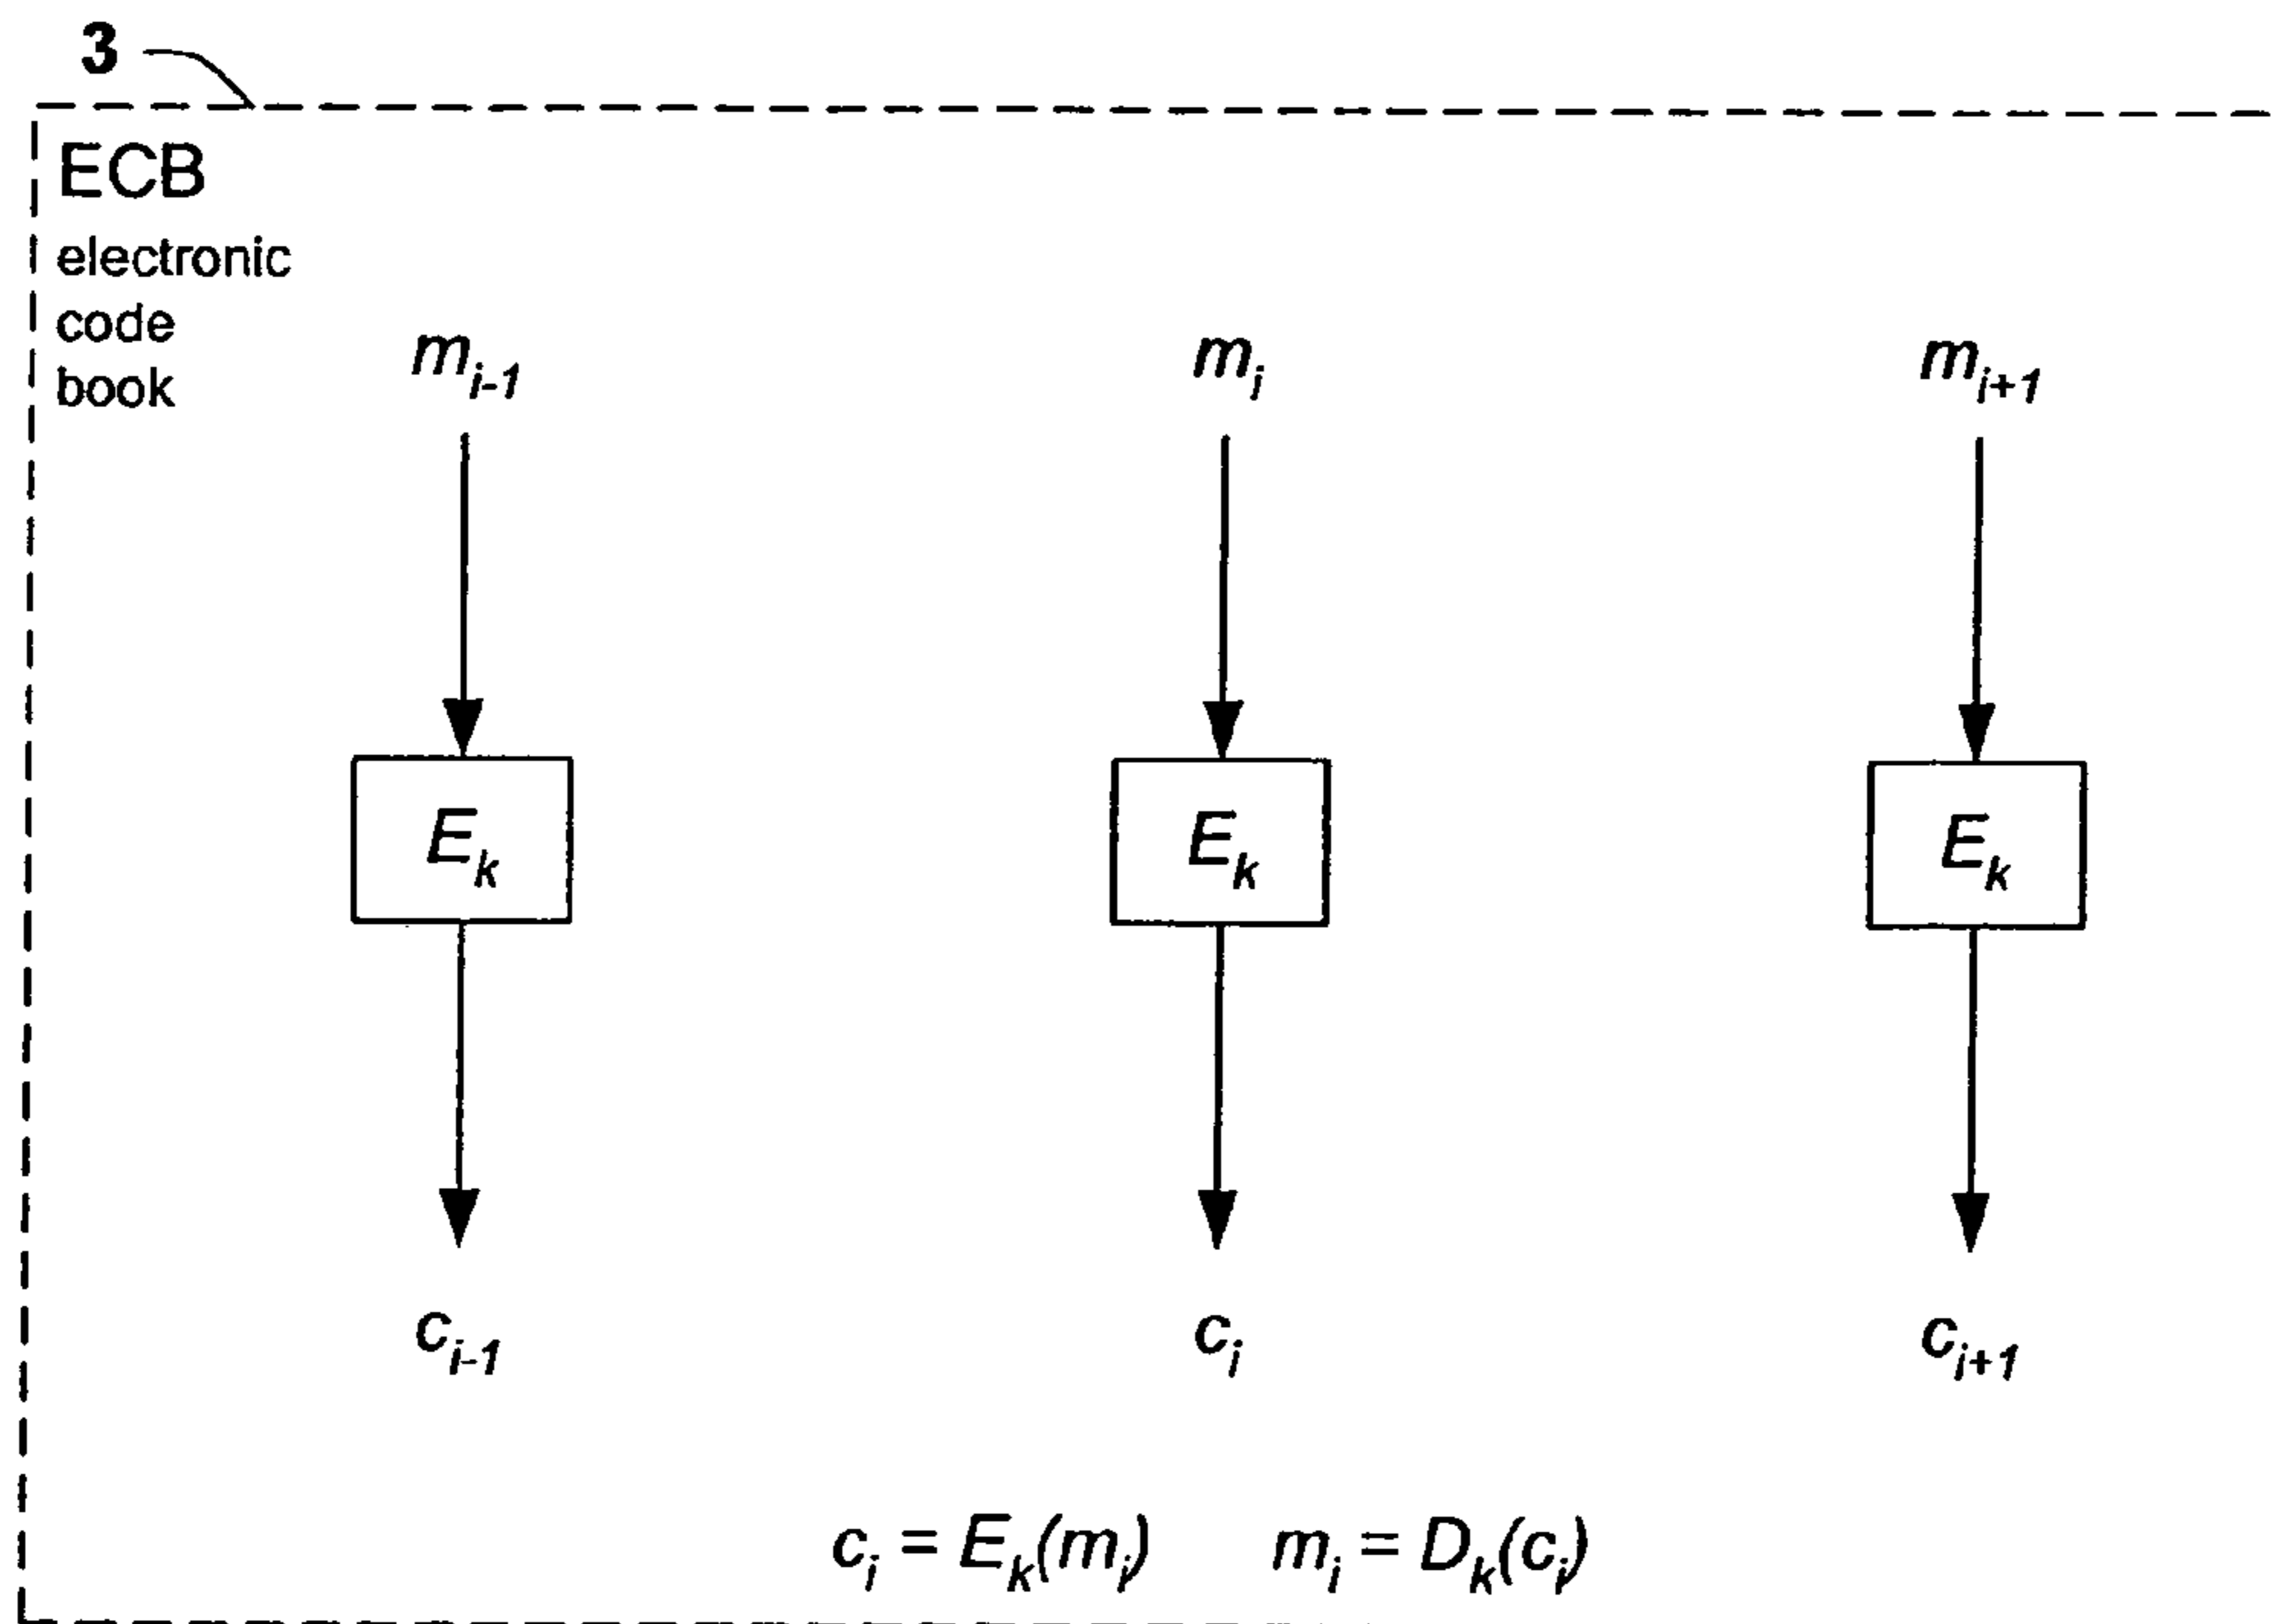 3
ECB
electronic
code
book
m_{i-1} m_i m_{i+1}
E_k E_k E_k
c_{i-1} c_i c_{i+1}
c_i = E_k(m_i) m_i = D_k(c_i)